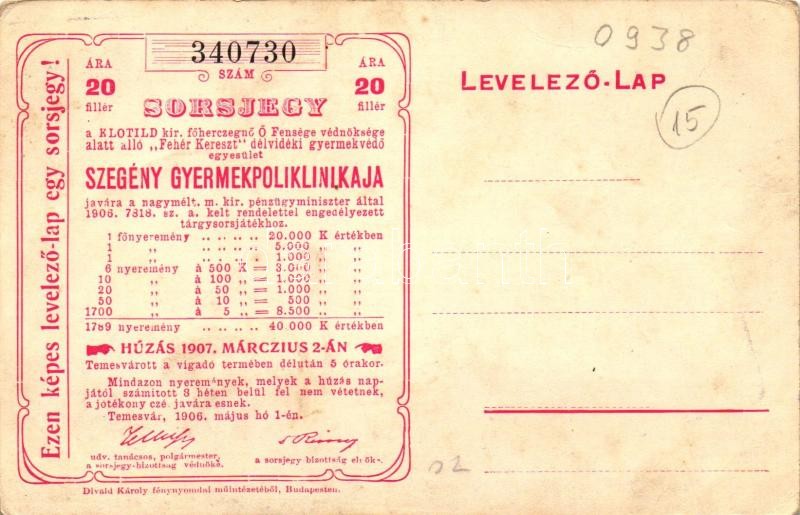 Ezen képes levelező-lap egy sorsjegy!
340730
SZÁM
ÁRA
20
fillér
ÁRA
20
fillér
SORSJEGY
a KLOTILD kir. főherczegnő Ő Fensége védnöksége
alatt alló „Fehér Kereszt" délvidéki gyermekvédő
egyesület
SZEGÉNY GYERMEKPOLIKLINIKAJA
javára a nagymélt. m. kir. pénzügyminiszter által
1906. 7318. sz. a. kelt rendelettel engedélyezett
tárgysorsjátékhoz.
1 főnyeremény .. .. .. .. 20.000 K értékben
1 „ .. .. .. .. 5.000 „ „
1 „ .. .. .. .. 1.000 „ „
6 nyeremény à 500 K = 3.000 „ „
10 „ à 100 „ = 1.000 „ „
20 „ à 50 „ = 1.000 „ „
50 „ à 10 „ = 500 „ „
1700 „ à 5 „ = 8.500 „ „
1789 nyeremény .. .. .. 40.000 K értékben
HÚZÁS 1907. MÁRCZIUS 2-ÁN
Temesvárott a vigadó termében délután 5 órakor.
Mindazon nyeremények, melyek a húzás nap-
jától számított 3 héten belül fel nem vétetnek,
a jótékony czé. javára esnek.
Temesvár, 1906. május hó 1-én.
udv. tanácsos, polgármester,
a sorsjegy-bizottság védnöke.
a sorsjegy bizottság elnöke.
Divald Károly fénynyomdai műintézetéből, Budapesten.
0938
LEVELEZŐ-LAP
15
02